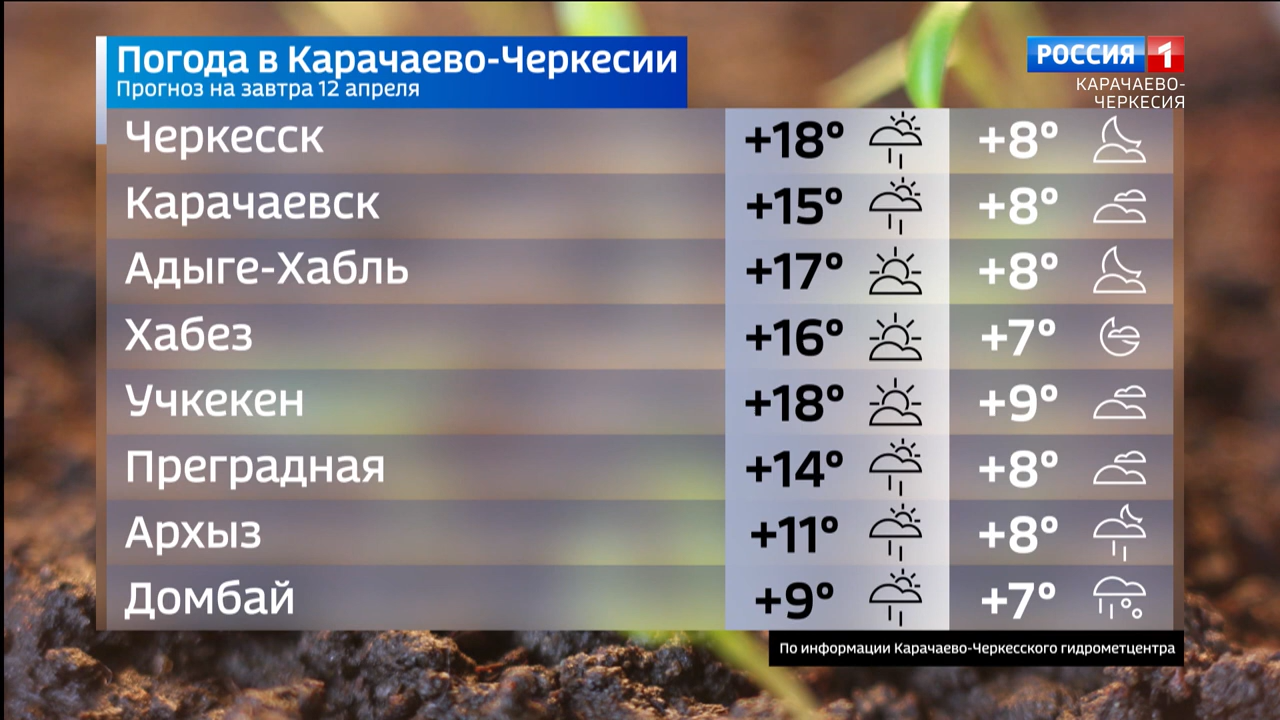 Погода в Карачаево-Черкесии
Прогноз на завтра 12 апреля
РОССИЯ 1
КАРАЧАЕВО-
ЧЕРКЕСИЯ
Черкесск +18° +8°
Карачаевск +15° +8°
Адыге-Хабль +17° +8°
Хабез +16° +7°
Учкекен +18° +9°
Преградная +14° +8°
Архыз +11° +8°
Домбай +9° +7°
По информации Карачаево-Черкесского гидрометцентра